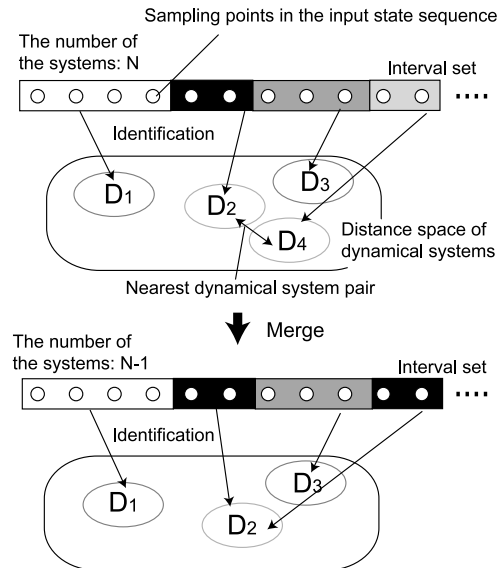 Sampling points in the input state sequence
The number of
the systems: N
Interval set
Identification
D1
D3
D2
D4
Distance space of
dynamical systems
Nearest dynamical system pair
Merge
The number of
the systems: N-1
Interval set
Identification
D3
D1
D2